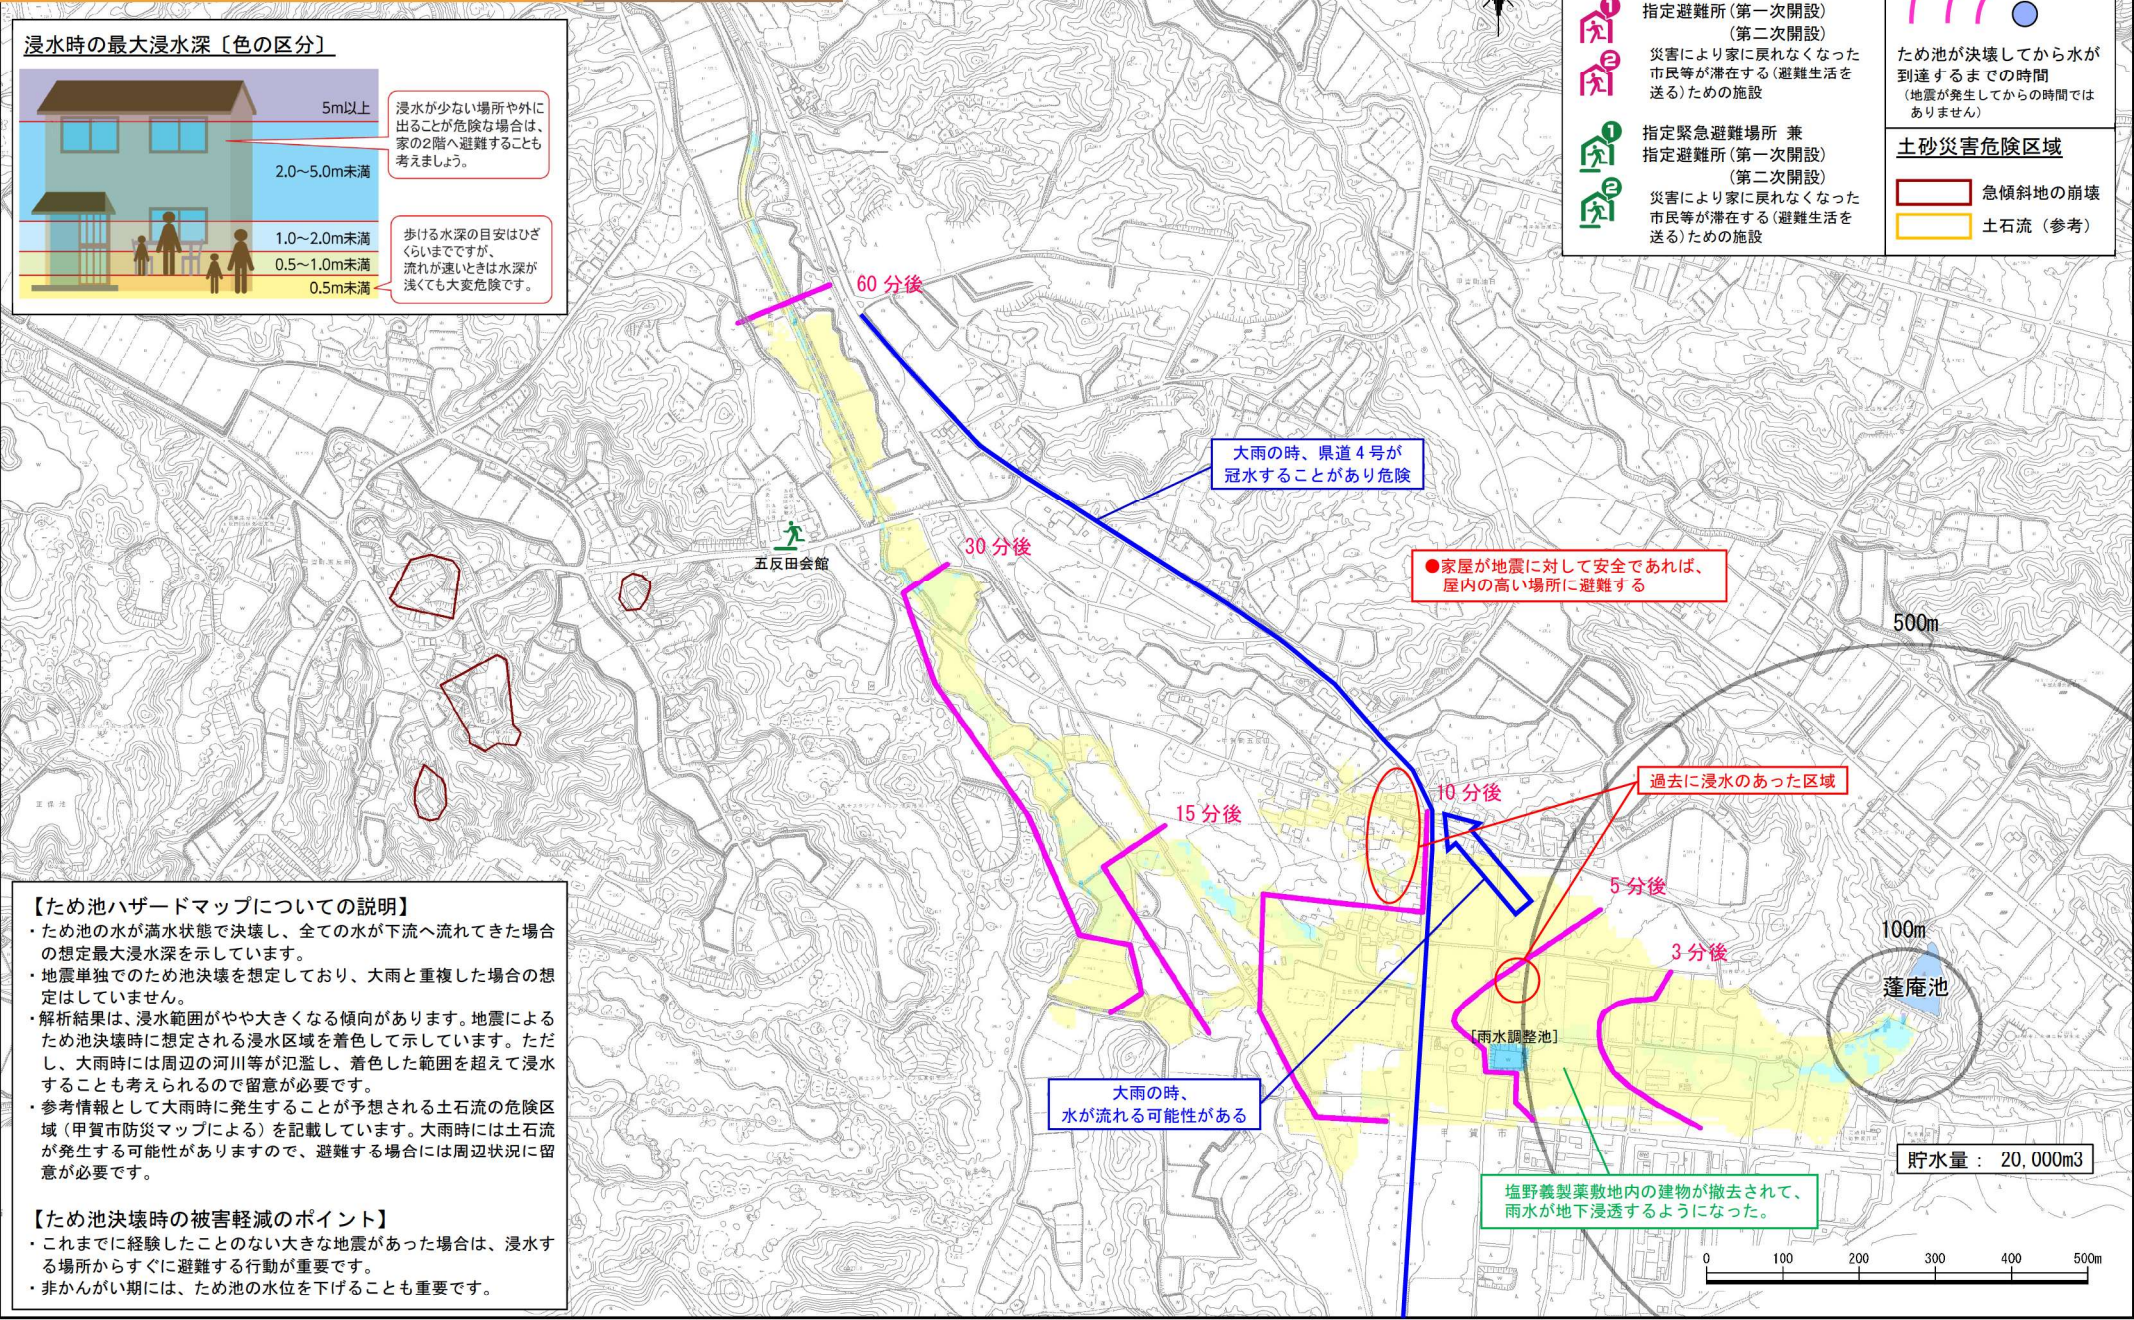 浸水時の最大浸水深〔色の区分〕
5m以上
2.0～5.0m未満
1.0～2.0m未満
0.5～1.0m未満
0.5m未満
浸水が少ない場所や外に
出ることが危険な場合は、
家の2階へ避難することも
考えましょう。
歩ける水深の目安はひざ
くらいまでですが、
流れが速いときは水深が
浅くても大変危険です。
1
指定避難所（第一次開設）
（第二次開設）
2
災害により家に戻れなくなった
市民等が滞在する（避難生活を
送る）ための施設
1
指定緊急避難場所 兼
指定避難所（第一次開設）
（第二次開設）
2
災害により家に戻れなくなった
市民等が滞在する（避難生活を
送る）ための施設
ため池が決壊してから水が
到達するまでの時間
（地震が発生してからの時間では
ありません）
土砂災害危険区域
急傾斜地の崩壊
土石流（参考）
60分後
大雨の時、県道4号が
冠水することがあり危険
30分後
五反田会館
●家屋が地震に対して安全であれば、
屋内の高い場所に避難する
500m
過去に浸水のあった区域
10分後
15分後
5分後
100m
3分後
蓬庵池
[雨水調整池]
大雨の時、
水が流れる可能性がある
貯水量： 20,000m3
塩野義製薬敷地内の建物が撤去されて、
雨水が地下浸透するようになった。
0 100 200 300 400 500m
【ため池ハザードマップについての説明】
・ため池の水が満水状態で決壊し、全ての水が下流へ流れてきた場合
の想定最大浸水深を示しています。
・地震単独でのため池決壊を想定しており、大雨と重複した場合の想
定はしていません。
・解析結果は、浸水範囲がやや大きくなる傾向があります。地震による
ため池決壊時に想定される浸水区域を着色して示しています。ただ
し、大雨時には周辺の河川等が氾濫し、着色した範囲を超えて浸水
することも考えられるので留意が必要です。
・参考情報として大雨時に発生することが予想される土石流の危険区
域（甲賀市防災マップによる）を記載しています。大雨時には土石流
が発生する可能性がありますので、避難する場合には周辺状況に留
意が必要です。
【ため池決壊時の被害軽減のポイント】
・これまでに経験したことのない大きな地震があった場合は、浸水す
る場所からすぐに避難する行動が重要です。
・非かんがい期には、ため池の水位を下げることも重要です。